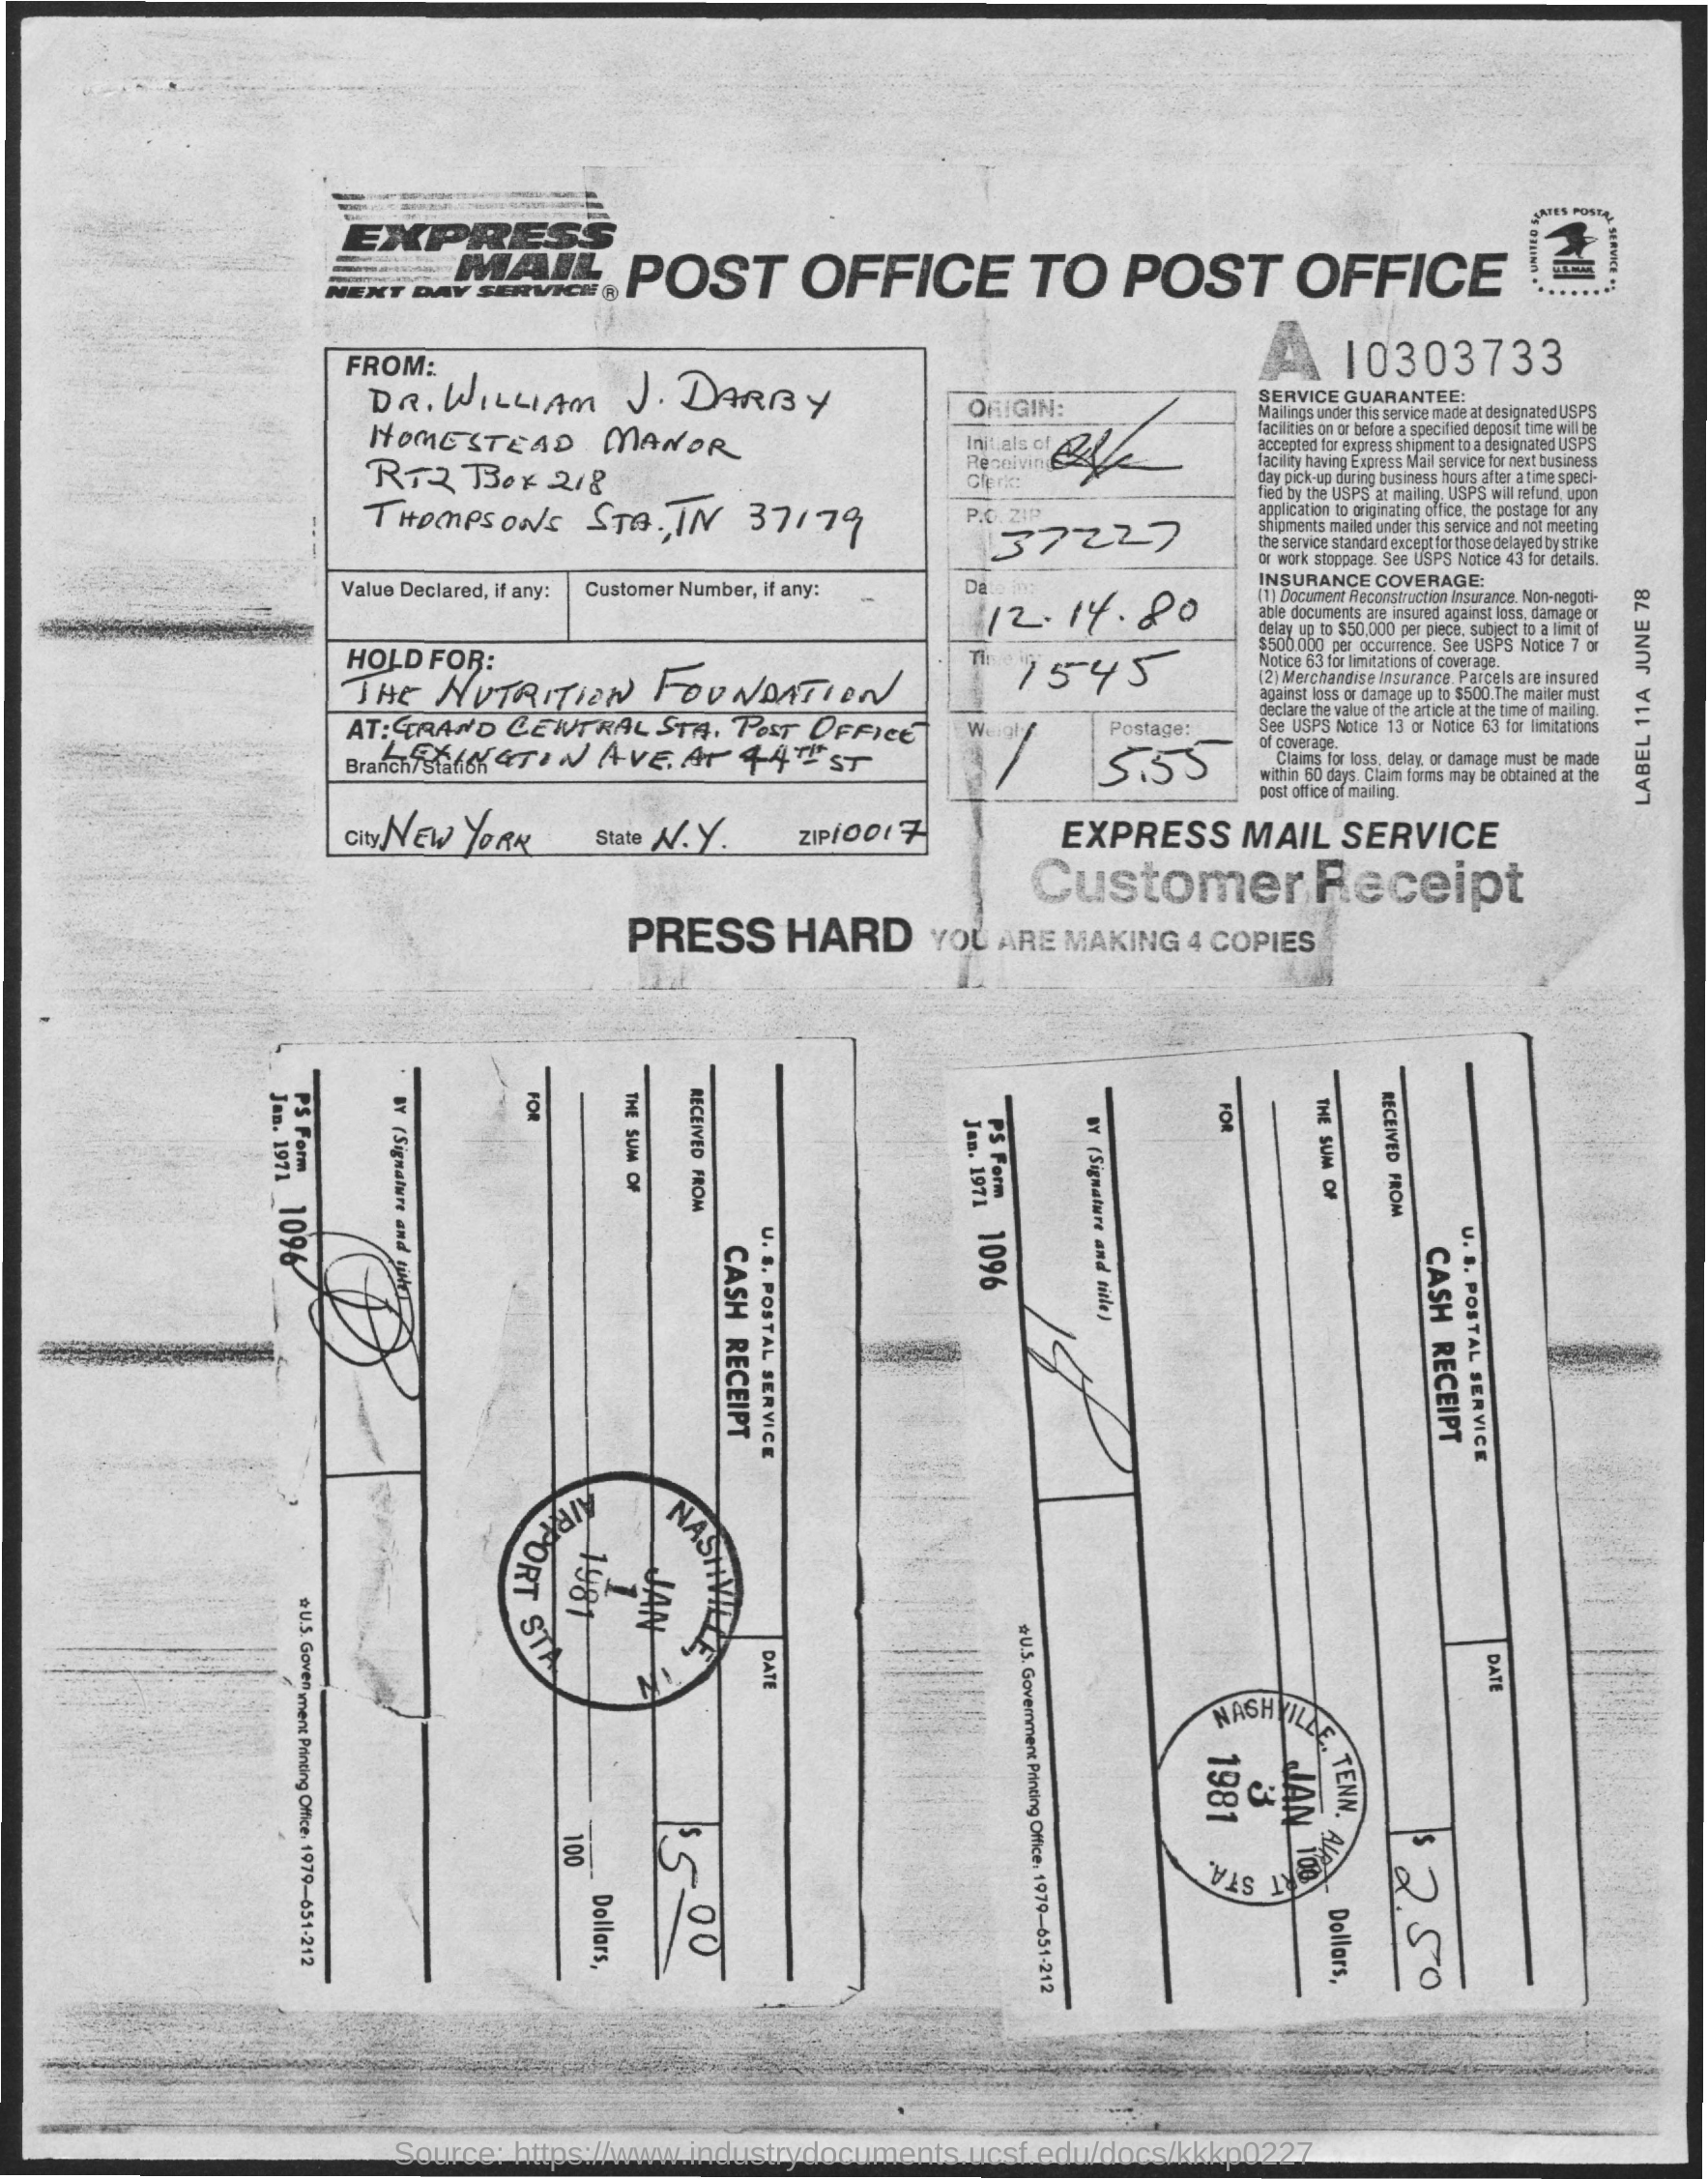 EXPRESS
MAIL
NEXT DAY SERVICE ®
POST OFFICE TO POST OFFICE
UNITED STATES POSTAL SERVICE
U.S.MAIL
A 10303733
FROM:
DR. WILLIAM J. DARBY
HOMESTEAD MANOR
RT2 BOX 218
THOMPSONS STA., TN 37179
Value Declared, if any:
Customer Number, if any:
HOLD FOR:
THE NUTRITION FOUNDATION
AT: GRAND CENTRAL STA. POST OFFICE
LEXINGTON AVE. AT 44TH ST
Branch/Station
City NEW YORK State N.Y. ZIP 10017
ORIGIN:
Initials of
Receiving
Clerk:
P.O. ZIP
37227
Date in:
12.14.80
Time in:
1545
Weight
1
Postage:
5.55
SERVICE GUARANTEE:
Mailings under this service made at designated USPS
facilities on or before a specified deposit time will be
accepted for express shipment to a designated USPS
facility having Express Mail service for next business
day pick-up during business hours after a time speci-
fied by the USPS at mailing. USPS will refund, upon
application to originating office, the postage for any
shipments mailed under this service and not meeting
the service standard except for those delayed by strike
or work stoppage. See USPS Notice 43 for details.
INSURANCE COVERAGE:
(1) Document Reconstruction Insurance. Non-negoti-
able documents are insured against loss, damage or
delay up to $50,000 per piece, subject to a limit of
$500.000 per occurrence. See USPS Notice 7 or
Notice 63 for limitations of coverage.
(2) Merchandise Insurance. Parcels are insured
against loss or damage up to $500.The mailer must
declare the value of the article at the time of mailing.
See USPS Notice 13 or Notice 63 for limitations
of coverage.
Claims for loss, delay, or damage must be made
within 60 days. Claim forms may be obtained at the
post office of mailing.
LABEL 11A JUNE 78
EXPRESS MAIL SERVICE
Customer Receipt
PRESS HARD YOU ARE MAKING 4 COPIES
U. S. POSTAL SERVICE
CASH RECEIPT
DATE
RECEIVED FROM
$ 5 00
THE SUM OF
100 Dollars,
FOR
NASHVILLE TN
JAN
1
1981
AIRPORT STA
BY (Signature and title)
PS Form
Jan. 1971 1096
☆U.S. Government Printing Office: 1979—651-212
U. S. POSTAL SERVICE
CASH RECEIPT
DATE
RECEIVED FROM
$ 2.50
THE SUM OF
100 Dollars,
FOR
NASHVILLE, TENN.
JAN
3
1981
STA.
BY (Signature and title)
PS Form
Jan. 1971 1096
☆U.S. Government Printing Office: 1979—651-212
Source: https://www.industrydocuments.ucsf.edu/docs/kkkp0227